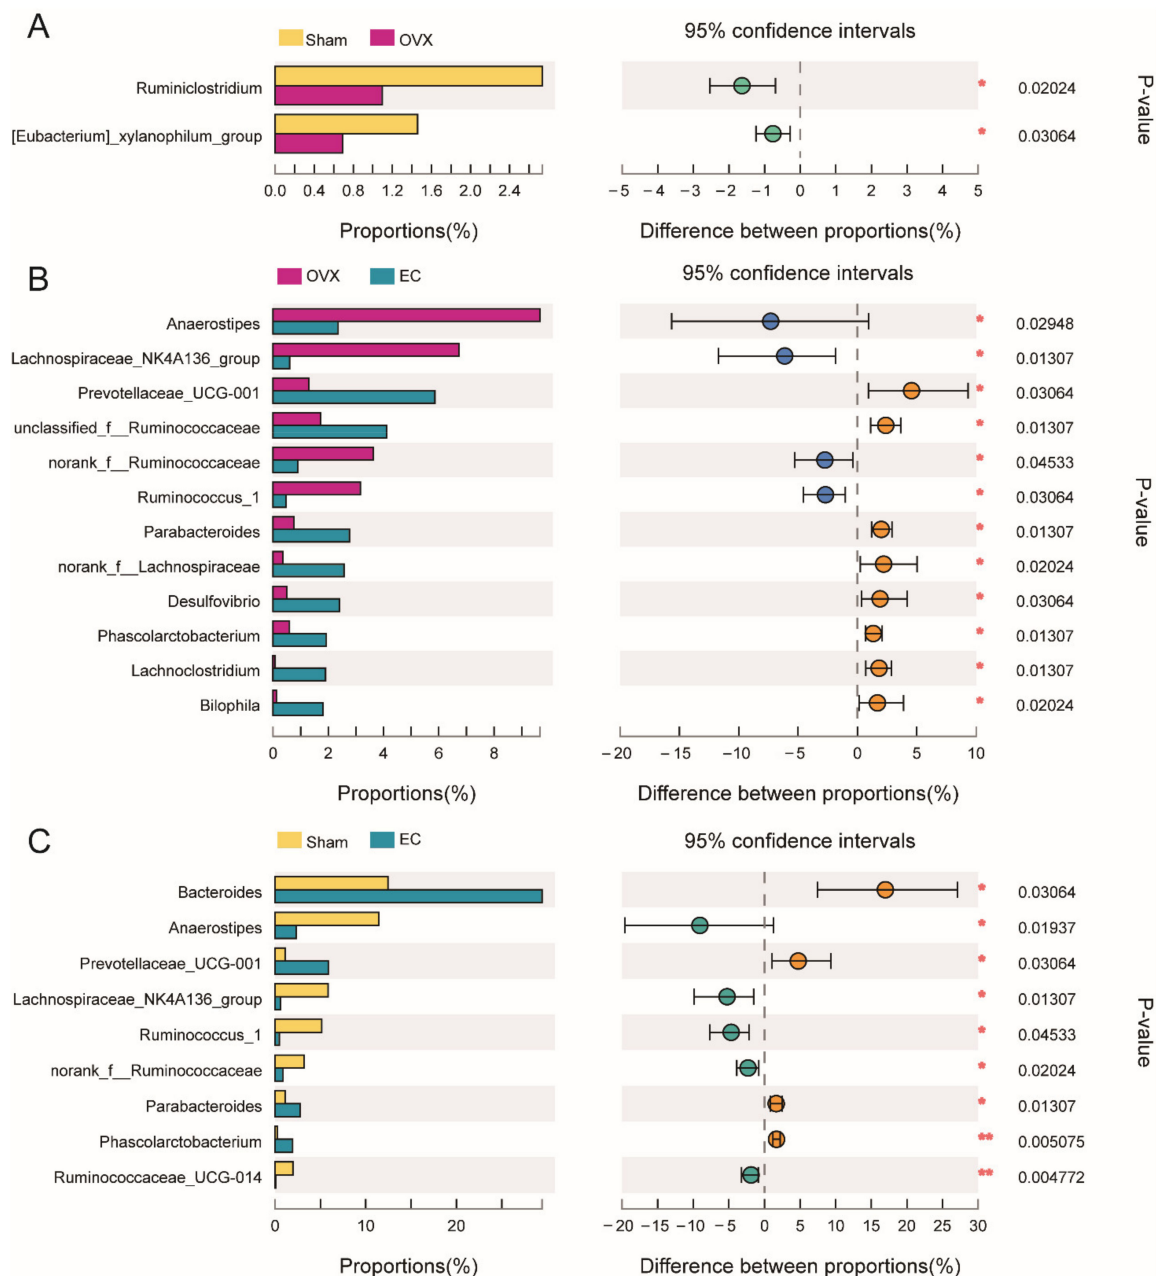 A
Sham OVX 95% confidence intervals
Ruminiclostridium * 0.02024
[Eubacterium]_xylanophilum_group * 0.03064
P-value
0.0 0.4 0.8 1.2 1.6 2.0 2.4 −5 −4 −3 −2 −1 0 1 2 3 4 5
Proportions(%) Difference between proportions(%)
B
OVX EC 95% confidence intervals
Anaerostipes * 0.02948
Lachnospiraceae_NK4A136_group * 0.01307
Prevotellaceae_UCG-001 * 0.03064
unclassified_f__Ruminococcaceae * 0.01307
norank_f__Ruminococcaceae * 0.04533
Ruminococcus_1 * 0.03064
Parabacteroides * 0.01307
norank_f__Lachnospiraceae * 0.02024
Desulfovibrio * 0.03064
Phascolarctobacterium * 0.01307
Lachnoclostridium * 0.01307
Bilophila * 0.02024
P-value
0 2 4 6 8 −20 −15 −10 −5 0 5 10
Proportions(%) Difference between proportions(%)
C
Sham EC 95% confidence intervals
Bacteroides * 0.03064
Anaerostipes * 0.01937
Prevotellaceae_UCG-001 * 0.03064
Lachnospiraceae_NK4A136_group * 0.01307
Ruminococcus_1 * 0.04533
norank_f__Ruminococcaceae * 0.02024
Parabacteroides * 0.01307
Phascolarctobacterium ** 0.005075
Ruminococcaceae_UCG-014 ** 0.004772
P-value
0 10 20 −20 −15 −10 −5 0 5 10 15 20 25 30
Proportions(%) Difference between proportions(%)